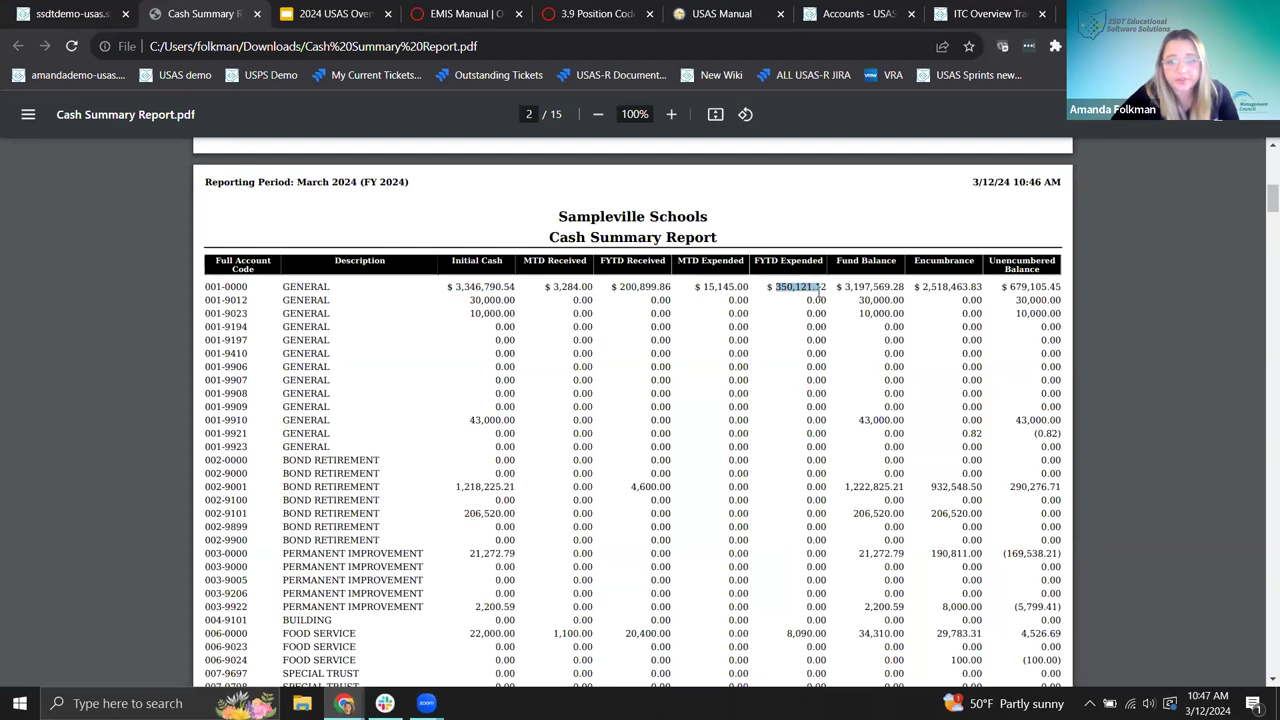 ssdtdemo-usas.s
Cash Summary R
2024 USAS Over
EMIS Manual | O
3.9 Position Code
USAS Manual
Accounts - USAS
ITC Overview Tra
File
C:/Users/folkman/Downloads/Cash%20Summary%20Report.pdf
amandademo-usas...
USAS demo
USPS Demo
My Current Tickets...
Outstanding Tickets
USAS-R Document...
New Wiki
ALL USAS-R JIRA
VRA
USAS Sprints new...
SSDT Educational
Software Solutions
Management
Council
Amanda Folkman
Cash Summary Report.pdf
2 / 15
100%
Reporting Period: March 2024 (FY 2024) 3/12/24 10:46 AM
Sampleville Schools
Cash Summary Report
Full Account Code Description Initial Cash MTD Received FYTD Received MTD Expended FYTD Expended Fund Balance Encumbrance Unencumbered Balance
001-0000 GENERAL $ 3,346,790.54 $ 3,284.00 $ 200,899.86 $ 15,145.00 $ 350,121.12 $ 3,197,569.28 $ 2,518,463.83 $ 679,105.45
001-9012 GENERAL 30,000.00 0.00 0.00 0.00 0.00 30,000.00 0.00 30,000.00
001-9023 GENERAL 10,000.00 0.00 0.00 0.00 0.00 10,000.00 0.00 10,000.00
001-9194 GENERAL 0.00 0.00 0.00 0.00 0.00 0.00 0.00 0.00
001-9197 GENERAL 0.00 0.00 0.00 0.00 0.00 0.00 0.00 0.00
001-9410 GENERAL 0.00 0.00 0.00 0.00 0.00 0.00 0.00 0.00
001-9906 GENERAL 0.00 0.00 0.00 0.00 0.00 0.00 0.00 0.00
001-9907 GENERAL 0.00 0.00 0.00 0.00 0.00 0.00 0.00 0.00
001-9908 GENERAL 0.00 0.00 0.00 0.00 0.00 0.00 0.00 0.00
001-9909 GENERAL 0.00 0.00 0.00 0.00 0.00 0.00 0.00 0.00
001-9910 GENERAL 43,000.00 0.00 0.00 0.00 0.00 43,000.00 0.00 43,000.00
001-9921 GENERAL 0.00 0.00 0.00 0.00 0.00 0.00 0.82 (0.82)
001-9923 GENERAL 0.00 0.00 0.00 0.00 0.00 0.00 0.00 0.00
002-0000 BOND RETIREMENT 0.00 0.00 0.00 0.00 0.00 0.00 0.00 0.00
002-9000 BOND RETIREMENT 0.00 0.00 0.00 0.00 0.00 0.00 0.00 0.00
002-9001 BOND RETIREMENT 1,218,225.21 0.00 4,600.00 0.00 0.00 1,222,825.21 932,548.50 290,276.71
002-9100 BOND RETIREMENT 0.00 0.00 0.00 0.00 0.00 0.00 0.00 0.00
002-9101 BOND RETIREMENT 206,520.00 0.00 0.00 0.00 0.00 206,520.00 206,520.00 0.00
002-9899 BOND RETIREMENT 0.00 0.00 0.00 0.00 0.00 0.00 0.00 0.00
002-9900 BOND RETIREMENT 0.00 0.00 0.00 0.00 0.00 0.00 0.00 0.00
003-0000 PERMANENT IMPROVEMENT 21,272.79 0.00 0.00 0.00 0.00 21,272.79 190,811.00 (169,538.21)
003-9000 PERMANENT IMPROVEMENT 0.00 0.00 0.00 0.00 0.00 0.00 0.00 0.00
003-9005 PERMANENT IMPROVEMENT 0.00 0.00 0.00 0.00 0.00 0.00 0.00 0.00
003-9206 PERMANENT IMPROVEMENT 0.00 0.00 0.00 0.00 0.00 0.00 0.00 0.00
003-9922 PERMANENT IMPROVEMENT 2,200.59 0.00 0.00 0.00 0.00 2,200.59 8,000.00 (5,799.41)
004-9101 BUILDING 0.00 0.00 0.00 0.00 0.00 0.00 0.00 0.00
006-0000 FOOD SERVICE 22,000.00 1,100.00 20,400.00 0.00 8,090.00 34,310.00 29,783.31 4,526.69
006-9023 FOOD SERVICE 0.00 0.00 0.00 0.00 0.00 0.00 0.00 0.00
006-9024 FOOD SERVICE 0.00 0.00 0.00 0.00 0.00 0.00 100.00 (100.00)
007-9697 SPECIAL TRUST 0.00 0.00 0.00 0.00 0.00 0.00 0.00 0.00
Type here to search
50°F Partly sunny
10:47 AM
3/12/2024